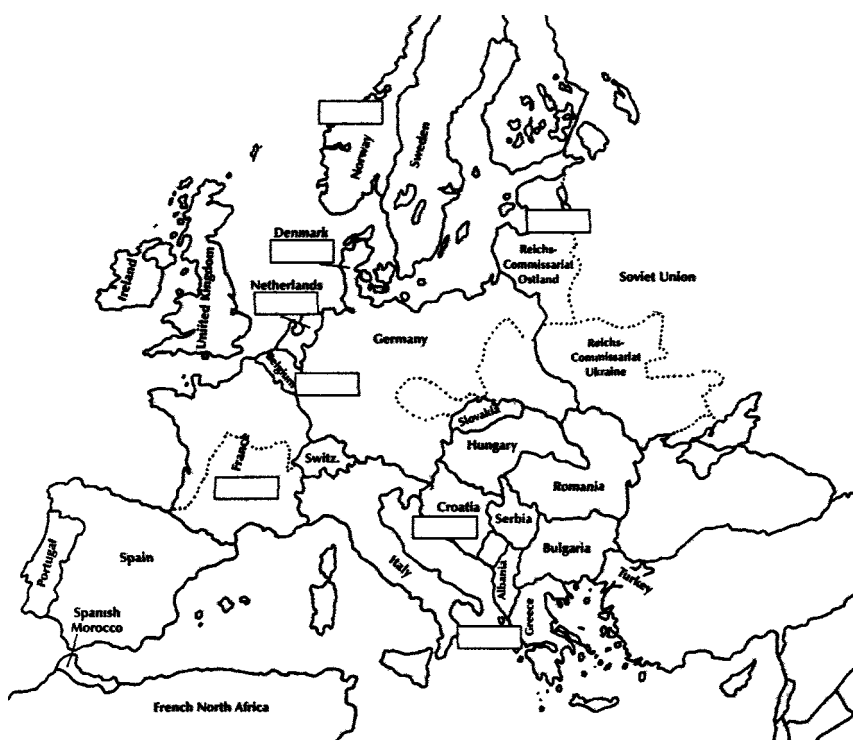 Norway
Sweden
Denmark
Reichs-
Commissariat
Ostland
Soviet Union
Ireland
United Kingdom
Netherlands
Germany
Reichs-
Commissariat
Ukraine
Belgium
Slovakia
France
Switz.
Hungary
Romania
Croatia
Serbia
Portugal
Spain
Italy
Bulgaria
Albania
Turkey
Greece
Spanish
Morocco
French North Africa